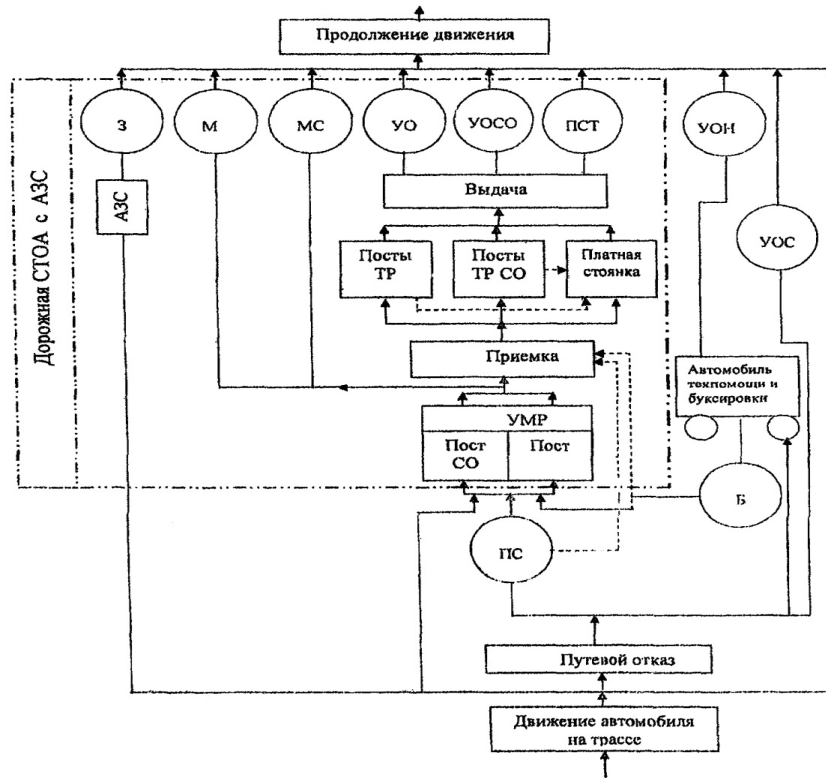 Продолжение движения
З
М
МС
УО
УОСО
ПСТ
УОН
УОС
Дорожная СТОА с АЗС
АЗС
Выдача
Посты
ТР
Посты
ТР СО
Платная
стоянка
Приемка
Автомобиль
техпомощи и
буксировки
УМР
Пост
СО
Пост
Б
ПС
Путевой отказ
Движение автомобиля
на трассе